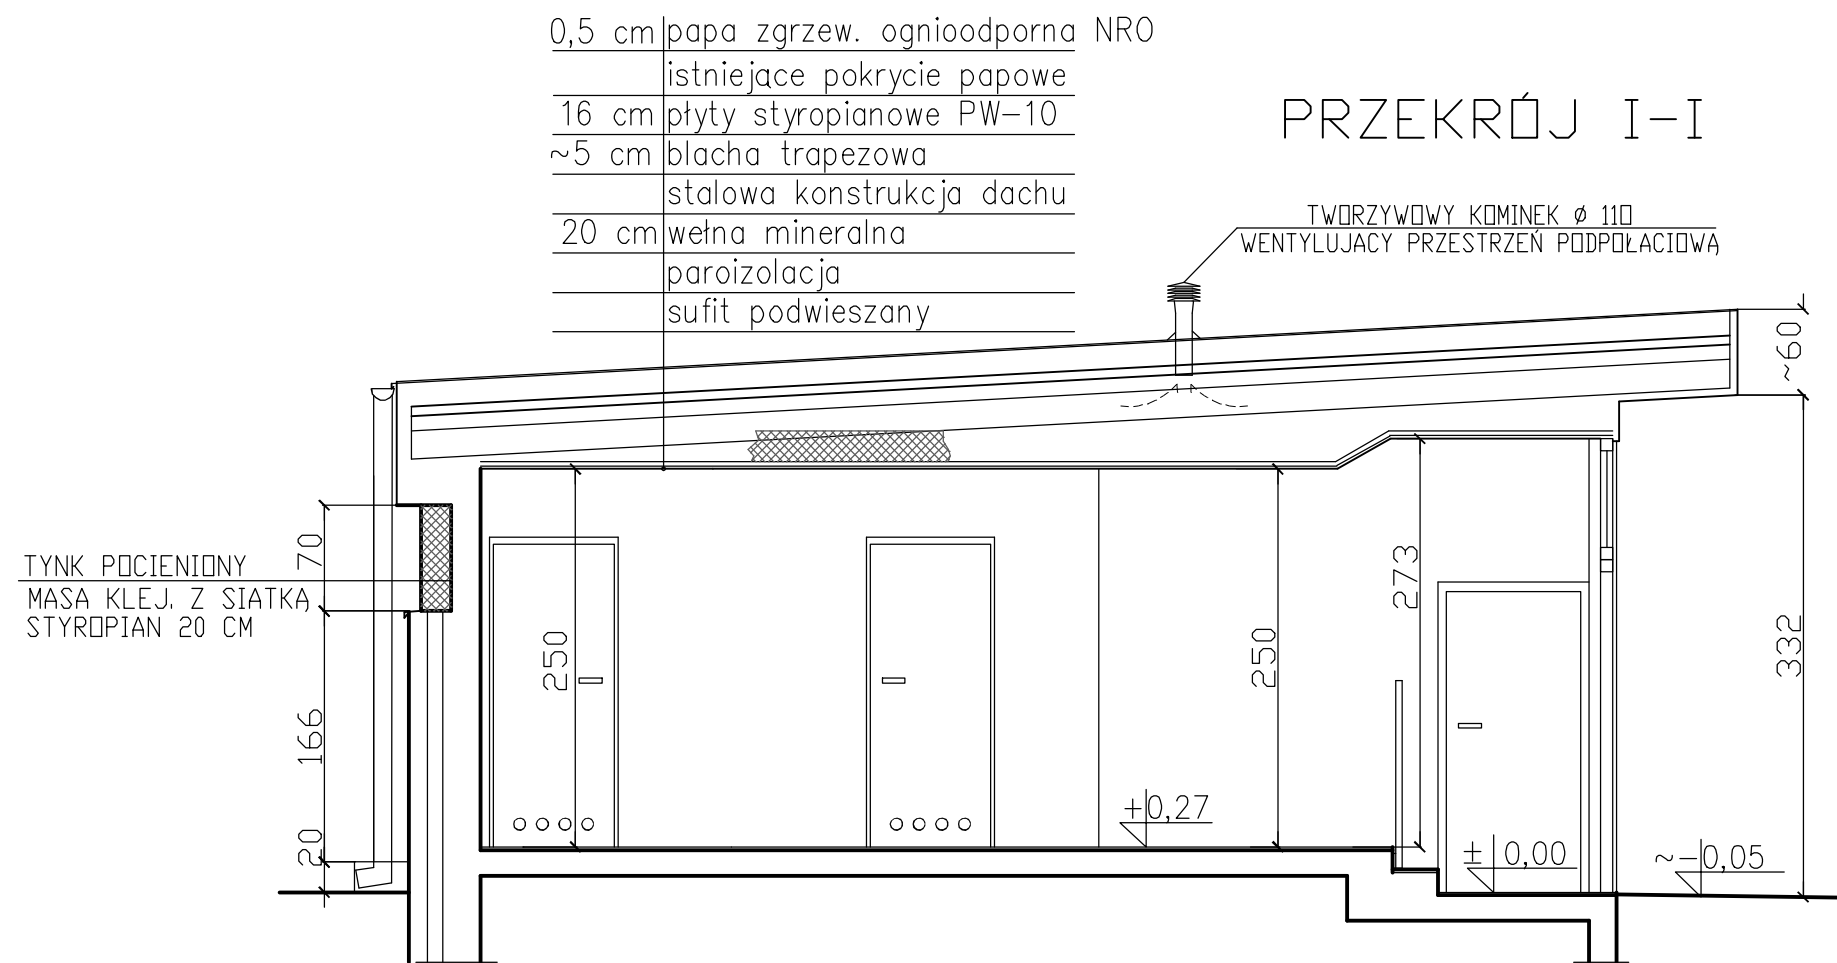 0,5 cm papa zgrzew. ognioodporna NRO
istniejące pokrycie papowe
16 cm płyty styropianowe PW-10
~5 cm blacha trapezowa
stalowa konstrukcja dachu
20 cm wełna mineralna
paroizolacja
sufit podwieszany
PRZEKRÓJ I-I
TWORZYWOWY KOMINEK Ø 110
WENTYLUJACY PRZESTRZEŃ PODPOŁACIOWĄ
~60
332
70
166
20
TYNK POCIENIONY
MASA KLEJ. Z SIATKĄ
STYROPIAN 20 CM
250
250
273
+0,27
± 0,00
~-0,05